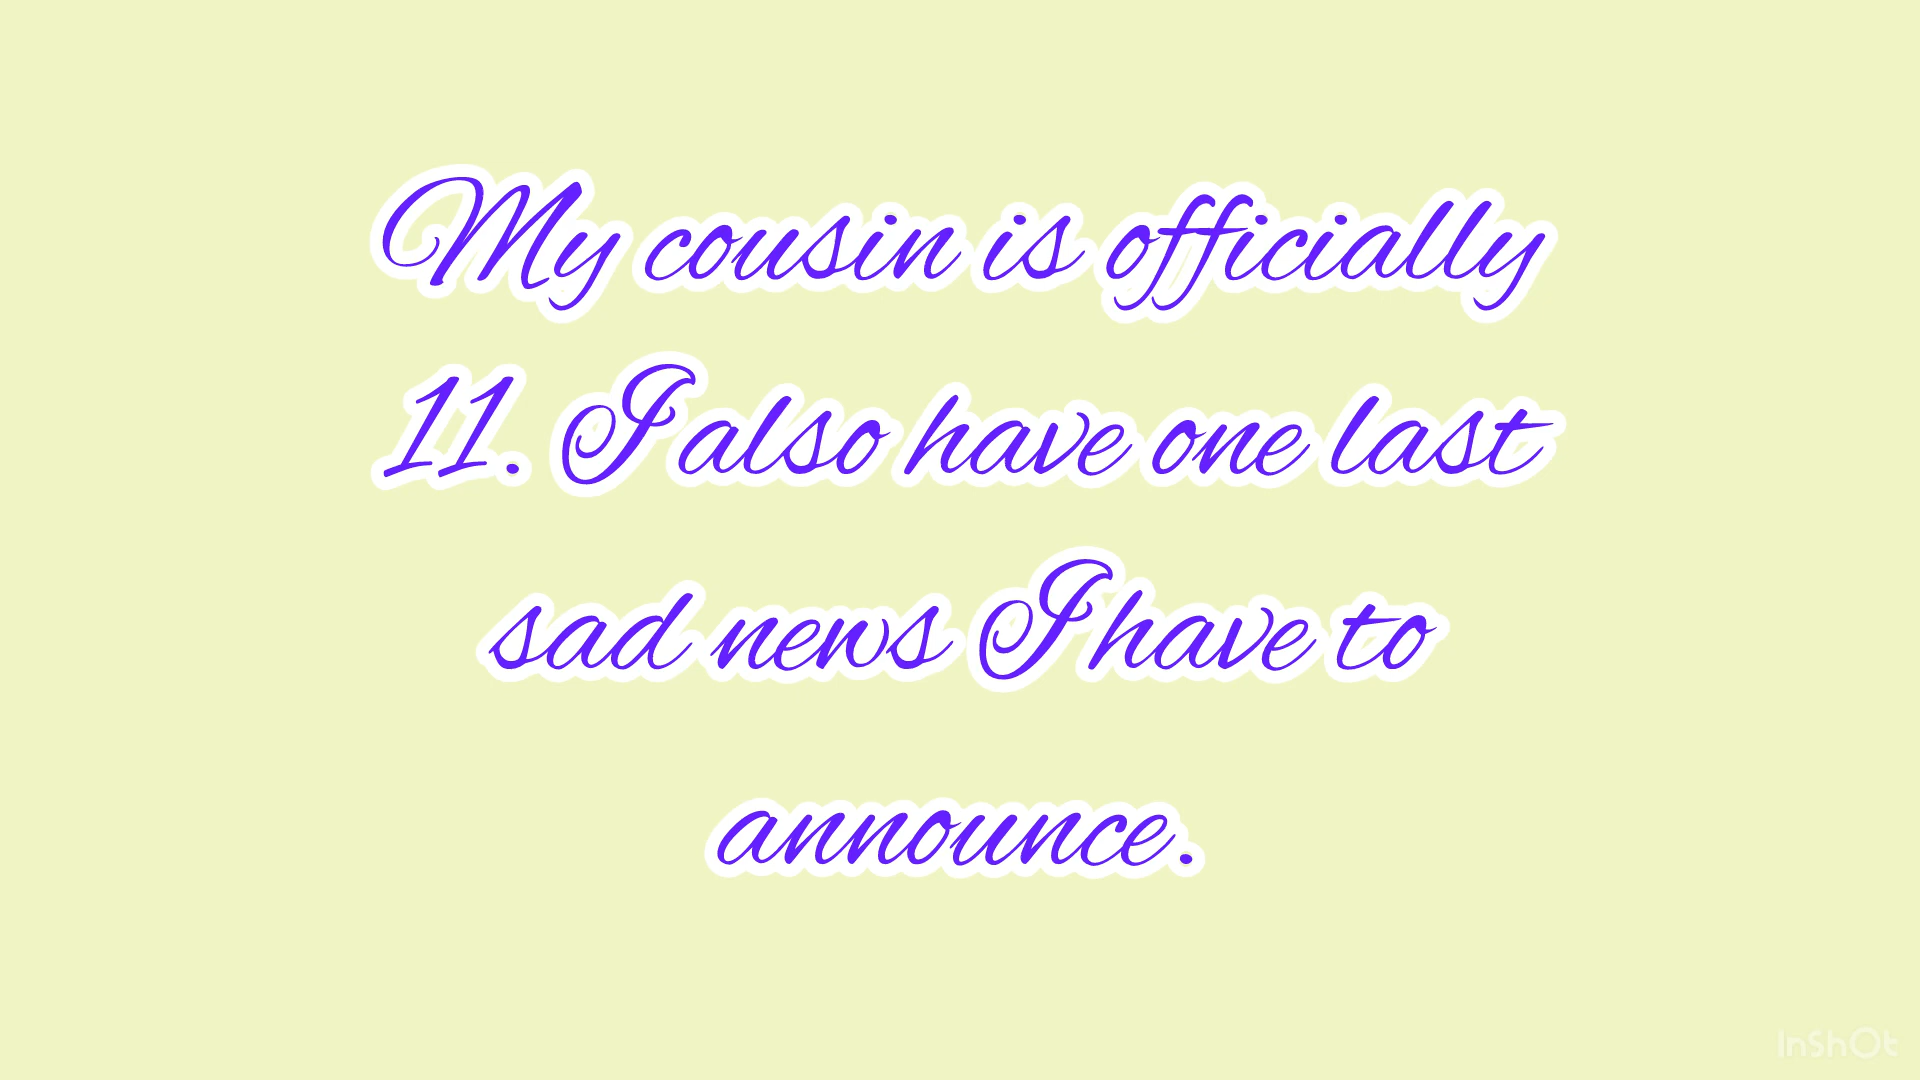 My cousin is officially
11. I also have one last
sad news I have to
announce.
InShOt